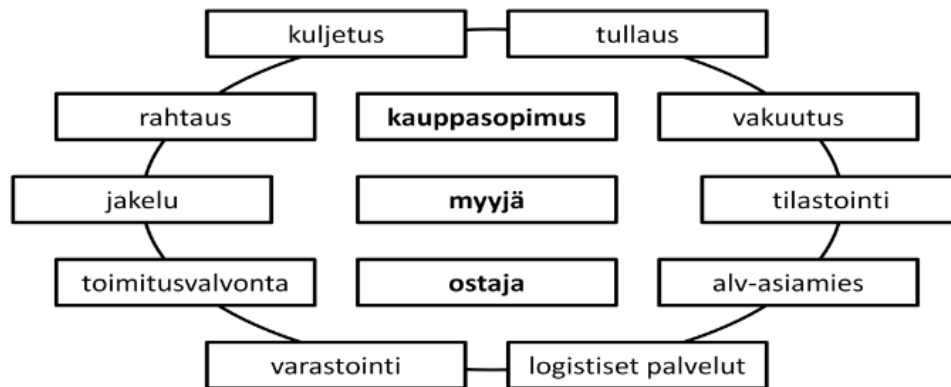 kuljetus
tullaus
rahtaus
kauppasopimus
vakuutus
jakelu
myyjä
tilastointi
toimitusvalvonta
ostaja
alv-asiamies
varastointi
logistiset palvelut